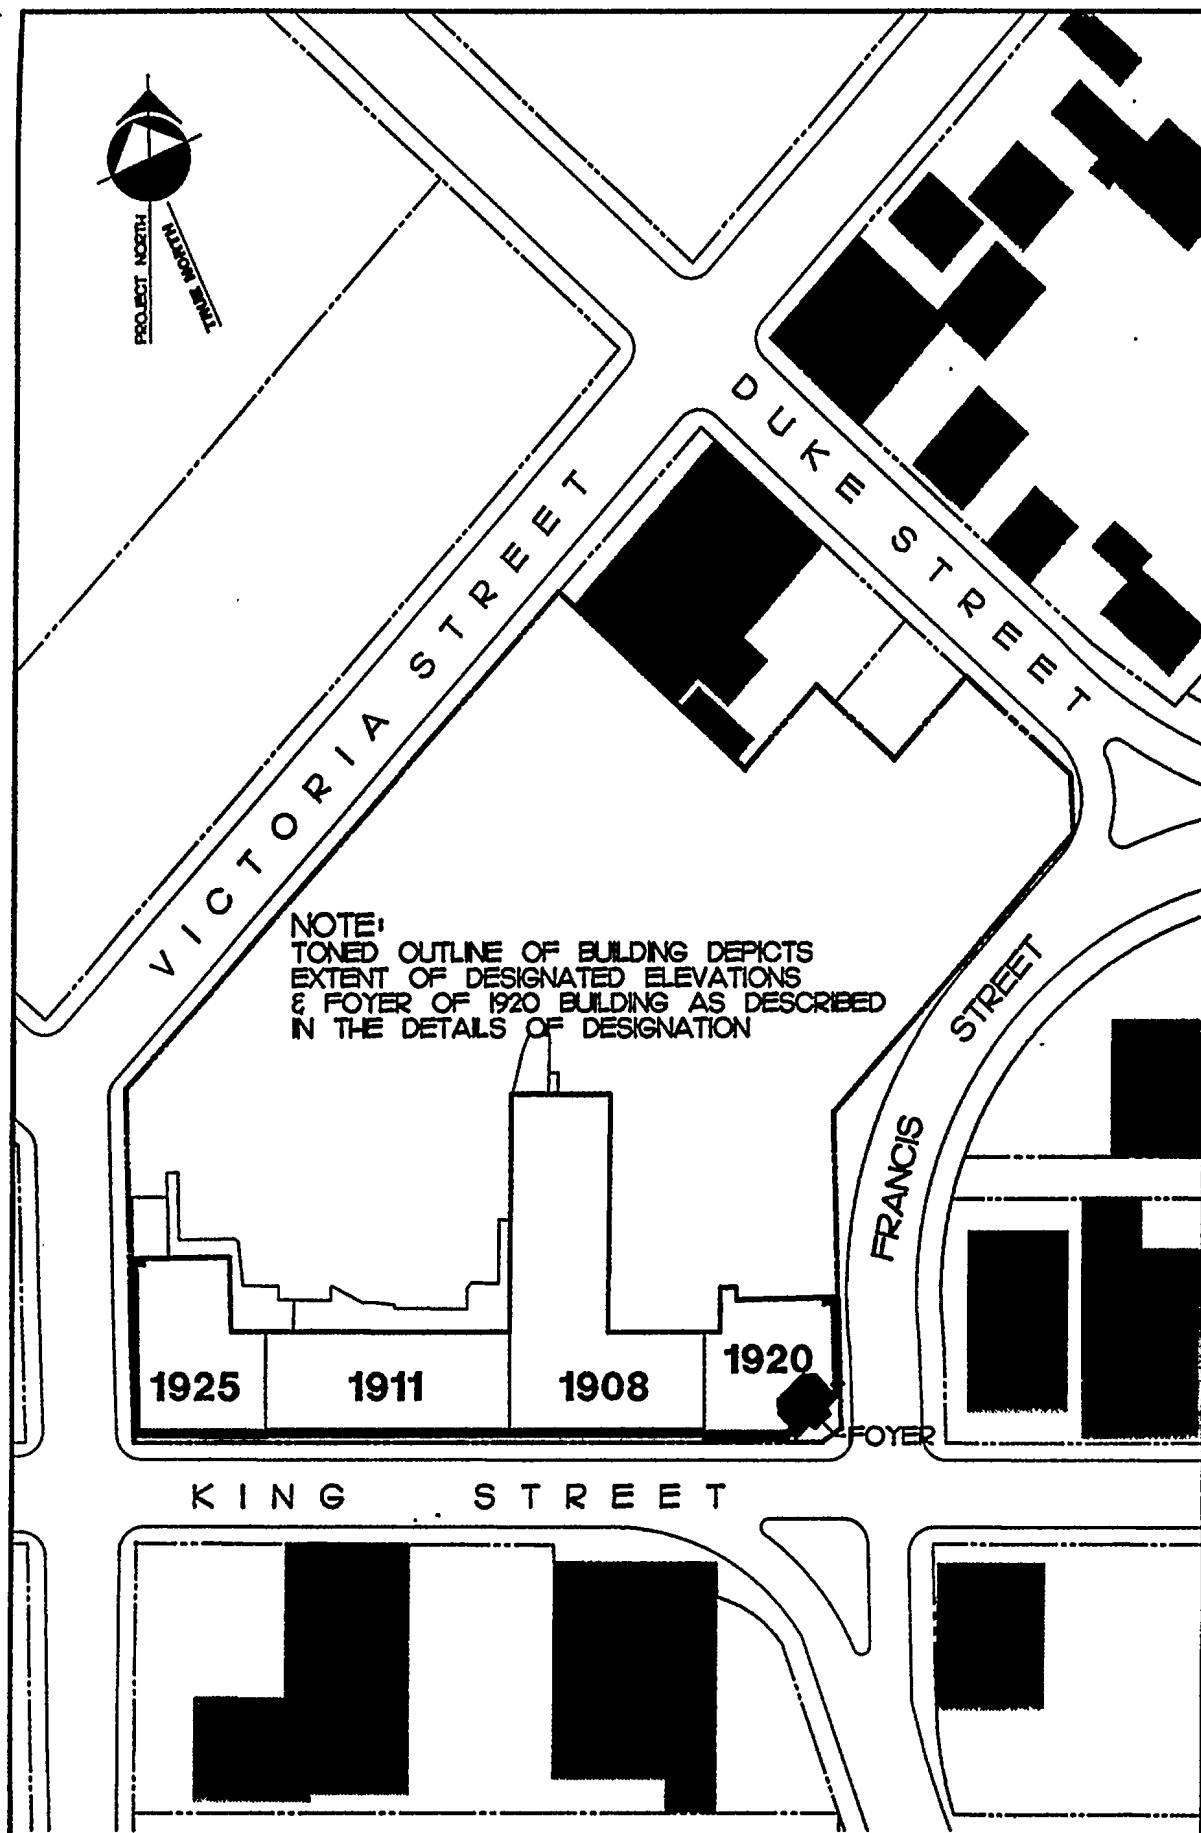 PROJECT NORTH
TRUE NORTH
DUKE STREET
VICTORIA STREET
NOTE:
TONED OUTLINE OF BUILDING DEPICTS
EXTENT OF DESIGNATED ELEVATIONS
& FOYER OF 1920 BUILDING AS DESCRIBED
IN THE DETAILS OF DESIGNATION
FRANCIS STREET
1925
1911
1908
1920
FOYER
KING STREET